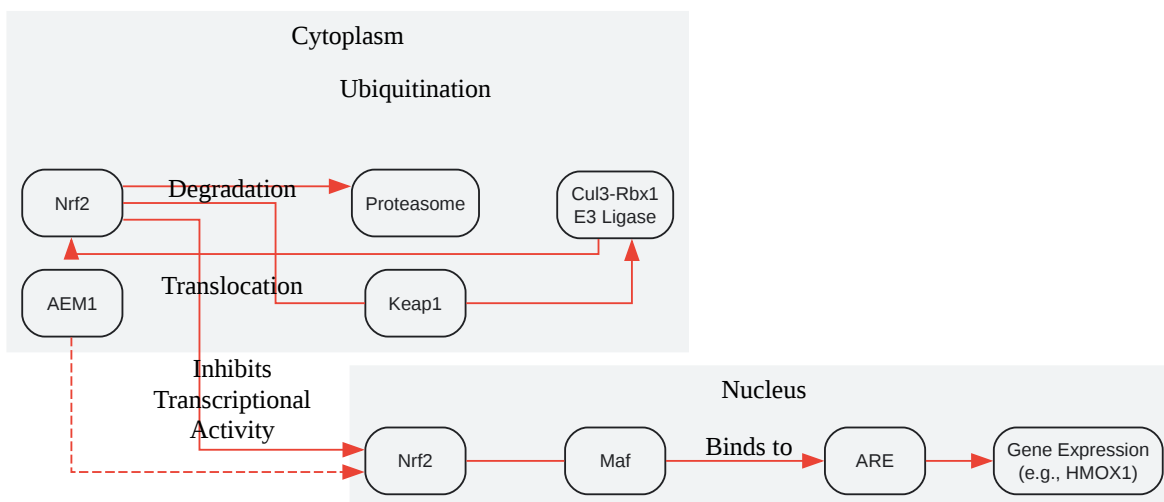 Cytoplasm
Ubiquitination
Nrf2
Degradation
Proteasome
Cul3-Rbx1
E3 Ligase
AEM1
Translocation
Keap1
Inhibits
Transcriptional
Activity
Nucleus
Nrf2
Maf
Binds to
ARE
Gene Expression
(e.g., HMOX1)